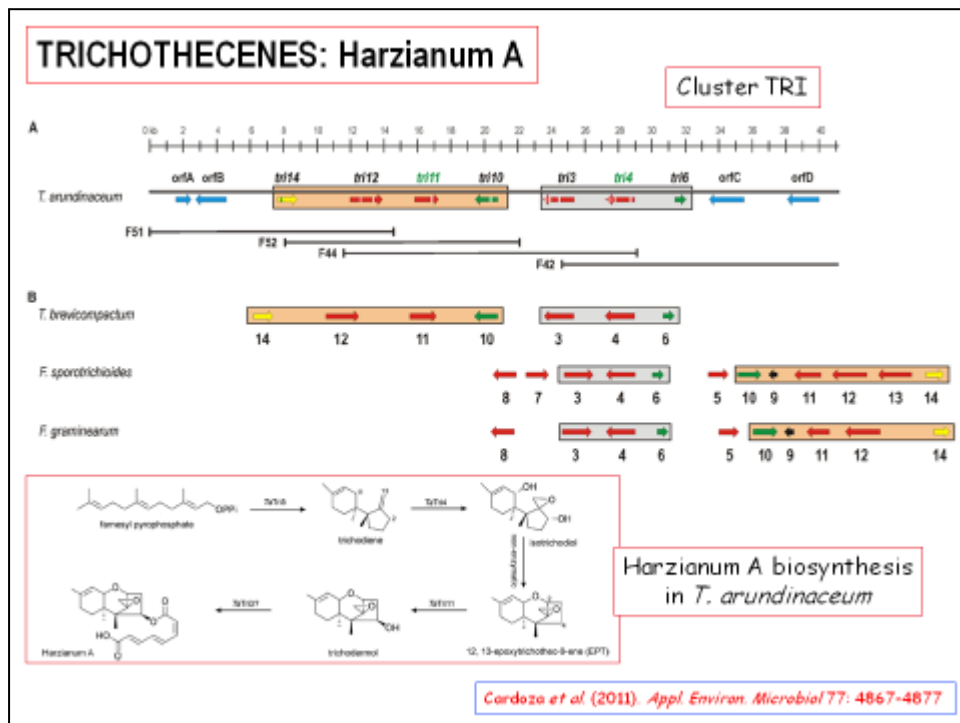 TRICHOTHECENES: Harzianum A
Cluster TRI
A
0 kb 2 4 6 8 10 12 14 16 18 20 22 24 26 28 30 32 34 36 38 40
orfA orfB tri14 tri12 tri11 tri10 tri3 tri4 tri6 orfC orfD
T. arundinaceum
F51
F52
F44
F42
B
T. brevicompactum
14 12 11 10 3 4 6
F. sporotrichioides
8 7 3 4 6 5 10 9 11 12 13 14
F. graminearum
8 3 4 6 5 10 9 11 12 14
farnesyl pyrophosphate
trichodiene
isotrichodiol
non-enzymatic
Harzianum A
trichodermol
12, 13-epoxytrichothec-9-ene (EPT)
Harzianum A biosynthesis
in T. arundinaceum
Cardoza et al. (2011). Appl. Environ. Microbiol 77: 4867-4877